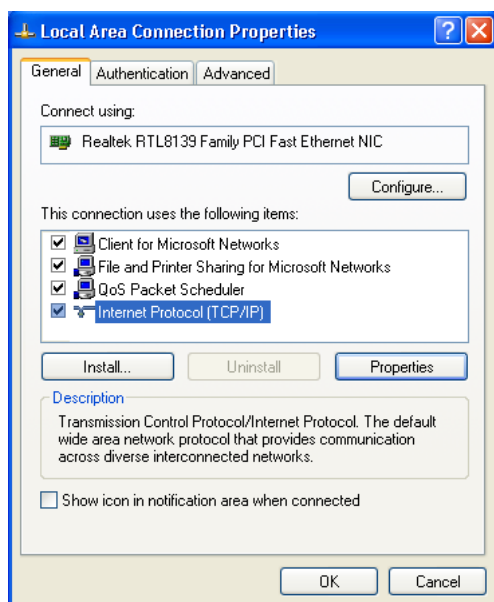 Local Area Connection Properties
General Authentication Advanced
Connect using:
Realtek RTL8139 Family PCI Fast Ethernet NIC
Configure...
This connection uses the following items:
Client for Microsoft Networks
File and Printer Sharing for Microsoft Networks
QoS Packet Scheduler
Internet Protocol (TCP/IP)
Install... Uninstall Properties
Description
Transmission Control Protocol/Internet Protocol. The default
wide area network protocol that provides communication
across diverse interconnected networks.
Show icon in notification area when connected
OK Cancel